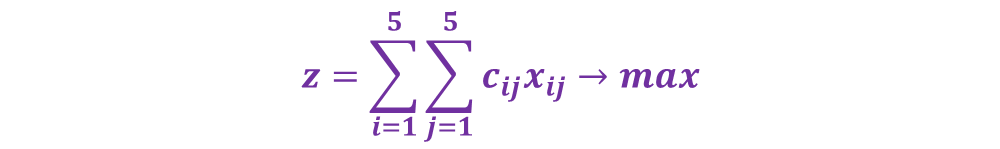 z = ∑_{i=1}^{5} ∑_{j=1}^{5} c_{ij}x_{ij} → max